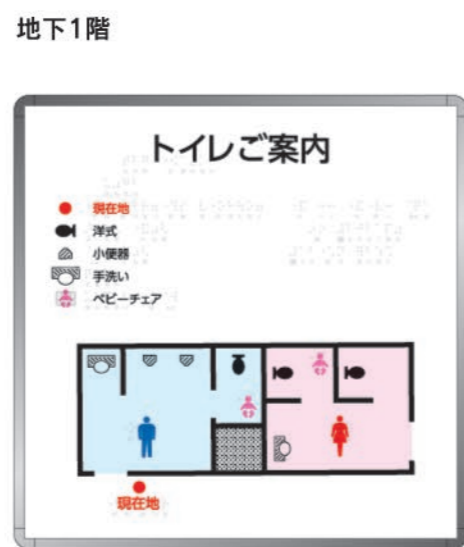 地下1階
トイレご案内
現在地
洋式
小便器
手洗い
ベビーチェア
現在地